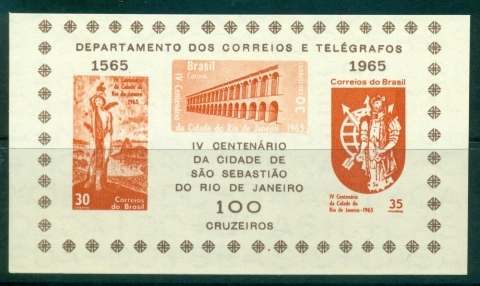 DEPARTAMENTO DOS CORREIOS E TELÉGRAFOS
1565
1965
IV Centenário
da Cidade do
Rio de Janeiro
1965
30
Correio
do Brasil
Brasil
Correio
30
IV Centenário
da Cidade do Rio de Janeiro 1965
Correios do Brasil
IV Centenário
da Cidade do
Rio de Janeiro-1965
35
IV CENTENÁRIO
DA CIDADE DE
SÃO SEBASTIÃO
DO RIO DE JANEIRO
100
CRUZEIROS